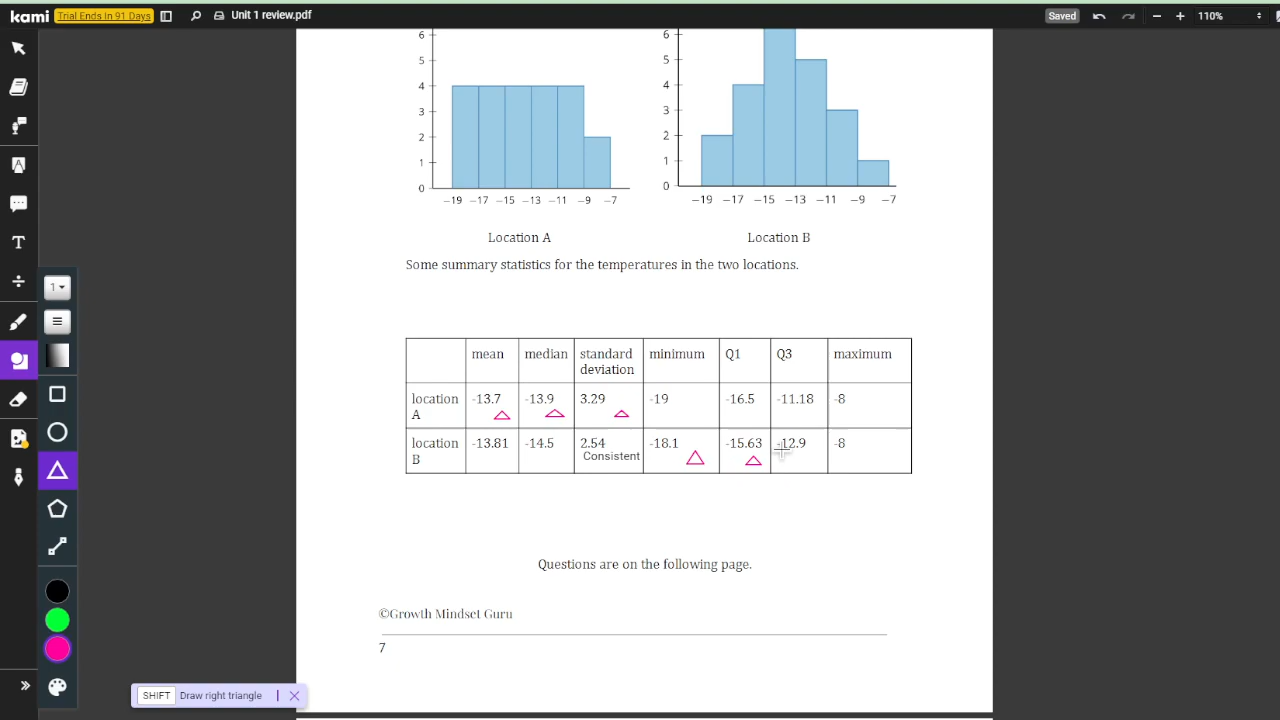 kami Trial Ends In 91 Days Unit 1 review.pdf Saved 110%
6 6
5 5
4 4
3 3
2 2
1 1
0 0
-19 -17 -15 -13 -11 -9 -7 -19 -17 -15 -13 -11 -9 -7
Location A Location B
Some summary statistics for the temperatures in the two locations.
mean median standard deviation minimum Q1 Q3 maximum
location A -13.7 -13.9 3.29 -19 -16.5 -11.18 -8
location B -13.81 -14.5 2.54 -18.1 -15.63 -12.9 -8
Consistent
Questions are on the following page.
©Growth Mindset Guru
7
1
SHIFT Draw right triangle